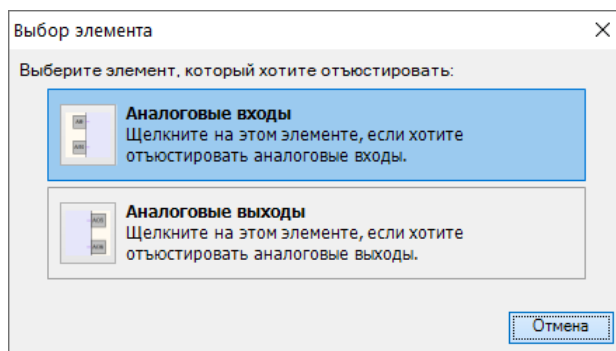 Выбор элемента
Выберите элемент, который хотите отъюстировать:
Аналоговые входы
Щелкните на этом элементе, если хотите
отъюстировать аналоговые входы.
Аналоговые выходы
Щелкните на этом элементе, если хотите
отъюстировать аналоговые выходы.
Отмена